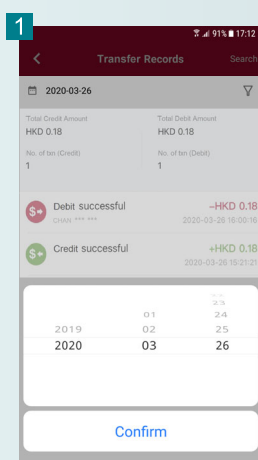 1
91% 17:12
Transfer Records Search
2020-03-26
Total Credit Amount Total Debit Amount
HKD 0.18 HKD 0.18
No. of txn (Credit) No. of txn (Debit)
1 1
Debit successful –HKD 0.18
CHAN *** *** 2020-03-26 16:00:16
Credit successful +HKD 0.18
2020-03-26 15:21:21
23
01 24
2019 02 25
2020 03 26
Confirm